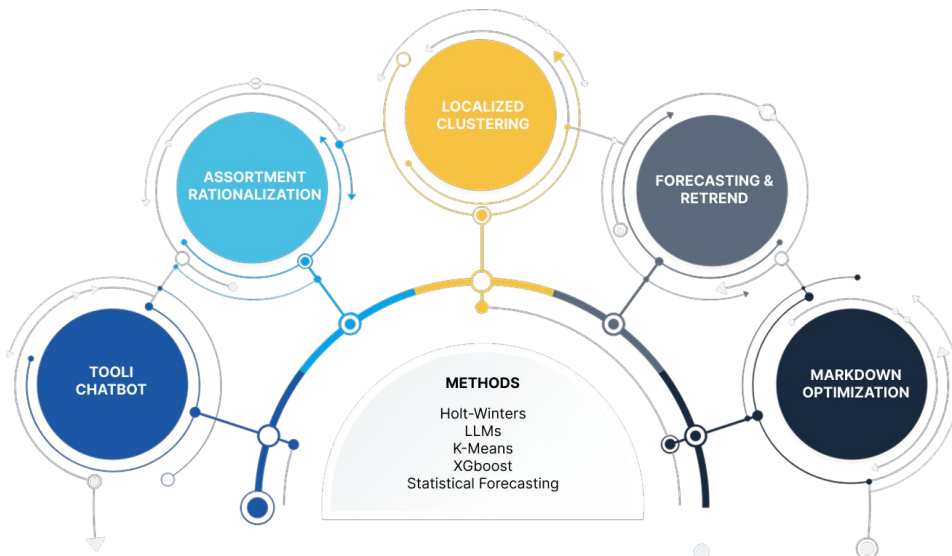 LOCALIZED
CLUSTERING
ASSORTMENT
RATIONALIZATION
FORECASTING &
RETREND
TOOLI
CHATBOT
MARKDOWN
OPTIMIZATION
METHODS
Holt-Winters
LLMs
K-Means
XGboost
Statistical Forecasting